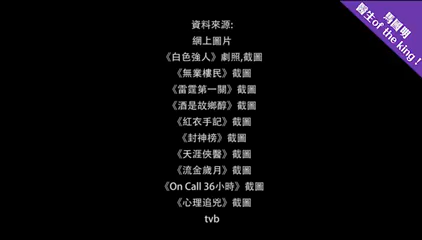 馬國明
醫生of the king！
資料來源:
網上圖片
《白色強人》劇照,截圖
《無業樓民》截圖
《雷霆第一關》截圖
《酒是故鄉醇》截圖
《紅衣手記》截圖
《封神榜》截圖
《天涯俠醫》截圖
《流金歲月》截圖
《On Call 36小時》截圖
《心理追兇》截圖
tvb